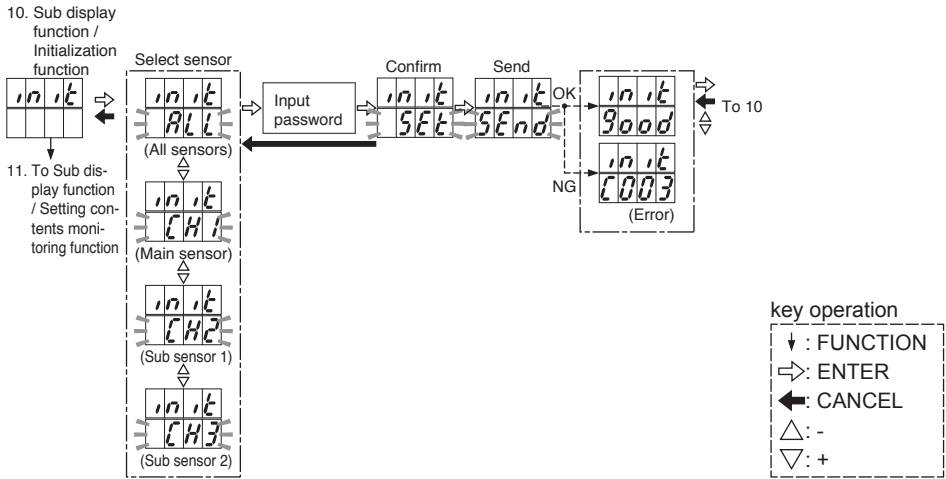 10. Sub display
function /
Initialization
function
init
11. To Sub dis-
play function
/ Setting con-
tents moni-
toring function
Select sensor
init
ALL
(All sensors)
init
CH1
(Main sensor)
init
CH2
(Sub sensor 1)
init
CH3
(Sub sensor 2)
Input
password
Confirm
init
SEt
Send
init
SEnd
OK
NG
init
good
init
C003
(Error)
To 10
key operation
: FUNCTION
: ENTER
: CANCEL
: -
: +